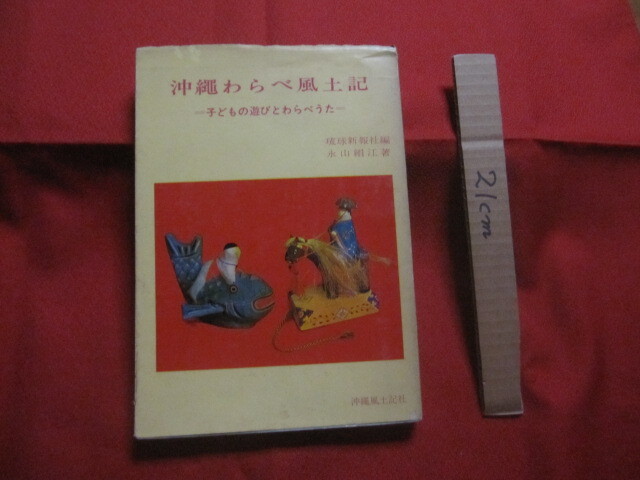 沖縄わらべ風土記
―子どもの遊びとわらべうた―
琉球新報社編
永山絹江著
沖縄風土記社
21cm